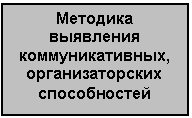 Методика
выявления
коммуникативных,
организаторских
способностей